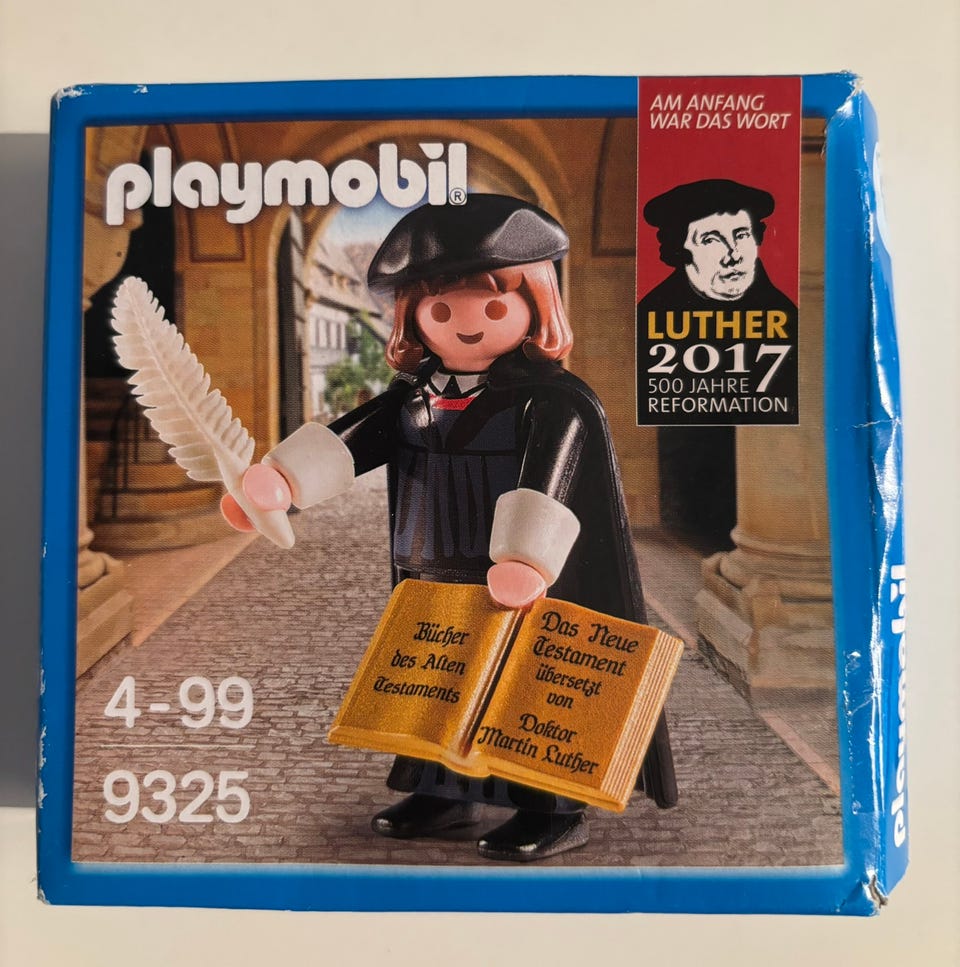 playmobil®
AM ANFANG
WAR DAS WORT
LUTHER
2017
500 JAHRE
REFORMATION
Bücher
des Alten
Testaments
Das Neue
Testament
übersetzt
von
Doktor
Martin Luther
4-99
9325
playmobil